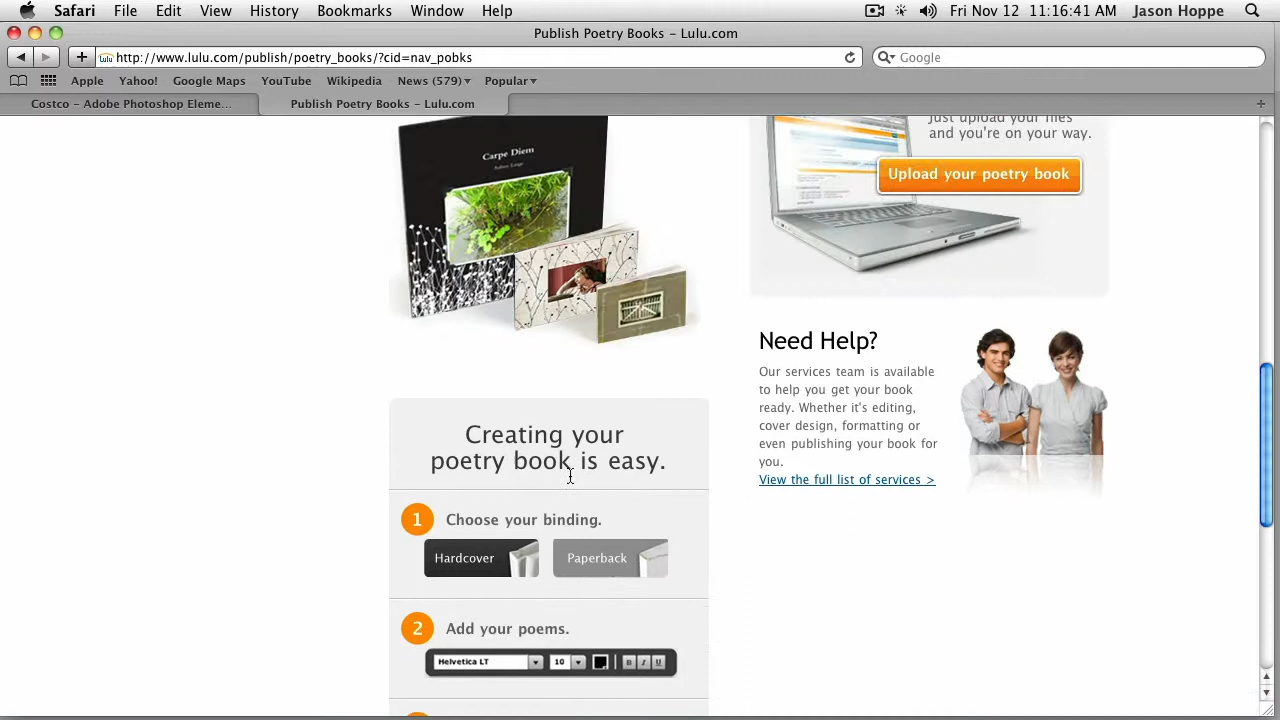 Safari File Edit View History Bookmarks Window Help Fri Nov 12 11:16:41 AM Jason Hoppe
Publish Poetry Books – Lulu.com
http://www.lulu.com/publish/poetry_books/?cid=nav_pobks
Google
Apple Yahoo! Google Maps YouTube Wikipedia News (579) Popular
Costco – Adobe Photoshop Eleme...
Publish Poetry Books – Lulu.com
Carpe Diem
Just upload your files
and you're on your way.
Upload your poetry book
Need Help?
Our services team is available
to help you get your book
ready. Whether it's editing,
cover design, formatting or
even publishing your book for
you.
View the full list of services >
Creating your
poetry book is easy.
1 Choose your binding.
Hardcover Paperback
2 Add your poems.
Helvetica LT 10 B I U